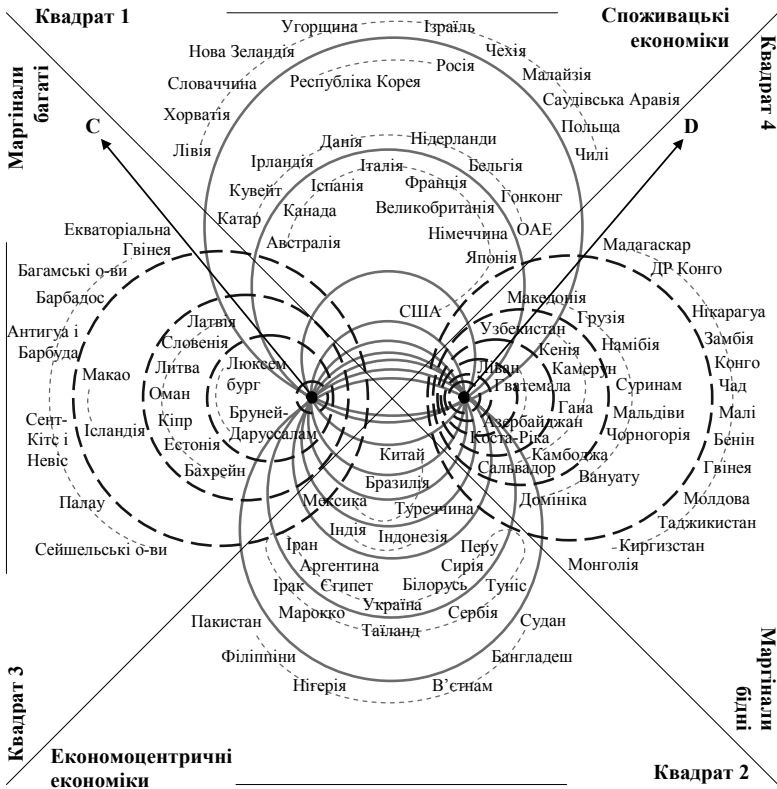 Квадрат 1
Маргінали
багаті
C
Споживацькі
економіки
Квадрат 4
D
Угорщина
Ізраїль
Нова Зеландія
Чехія
Росія
Словаччина
Республіка Корея
Малайзія
Хорватія
Саудівська Аравія
Польща
Лівія
Чилі
Данія
Нідерланди
Ірландія
Італія
Бельгія
Кувейт
Іспанія
Франція
Гонконг
Катар
Канада
Великобританія
Німеччина
ОАЕ
Австралія
Японія
США
Екваторіальна
Гвінея
Багамські о-ви
Барбадос
Антигуа і
Барбуда
Макао
Сент-
Кітс і
Невіс
Ісландія
Палау
Сейшельські о-ви
Латвія
Словенія
Литва
Оман
Кіпр
Естонія
Бахрейн
Люксем
бург
Бруней-
Даруссалам
Мадагаскар
ДР Конго
Македонія
Нікарагуа
Узбекистан
Грузія
Замбія
Кенія
Намібія
Конго
Ліван
Камерун
Чад
Гватемала
Суринам
Гана
Мальдіви
Малі
Азербайджан
Чорногорія
Коста-Ріка
Бенін
Камбоджа
Сальвадор
Гвінея
Вануату
Домініка
Молдова
Таджикистан
Киргизстан
Монголія
Китай
Бразилія
Мексика
Туреччина
Індія
Індонезія
Іран
Перу
Аргентина
Сирія
Ірак
Єгипет
Білорусь
Туніс
Марокко
Україна
Сербія
Таїланд
Пакистан
Судан
Філіппіни
Бангладеш
Нігерія
В’єтнам
Квадрат 3
Економоцентричні
економіки
Маргінали
бідні
Квадрат 2